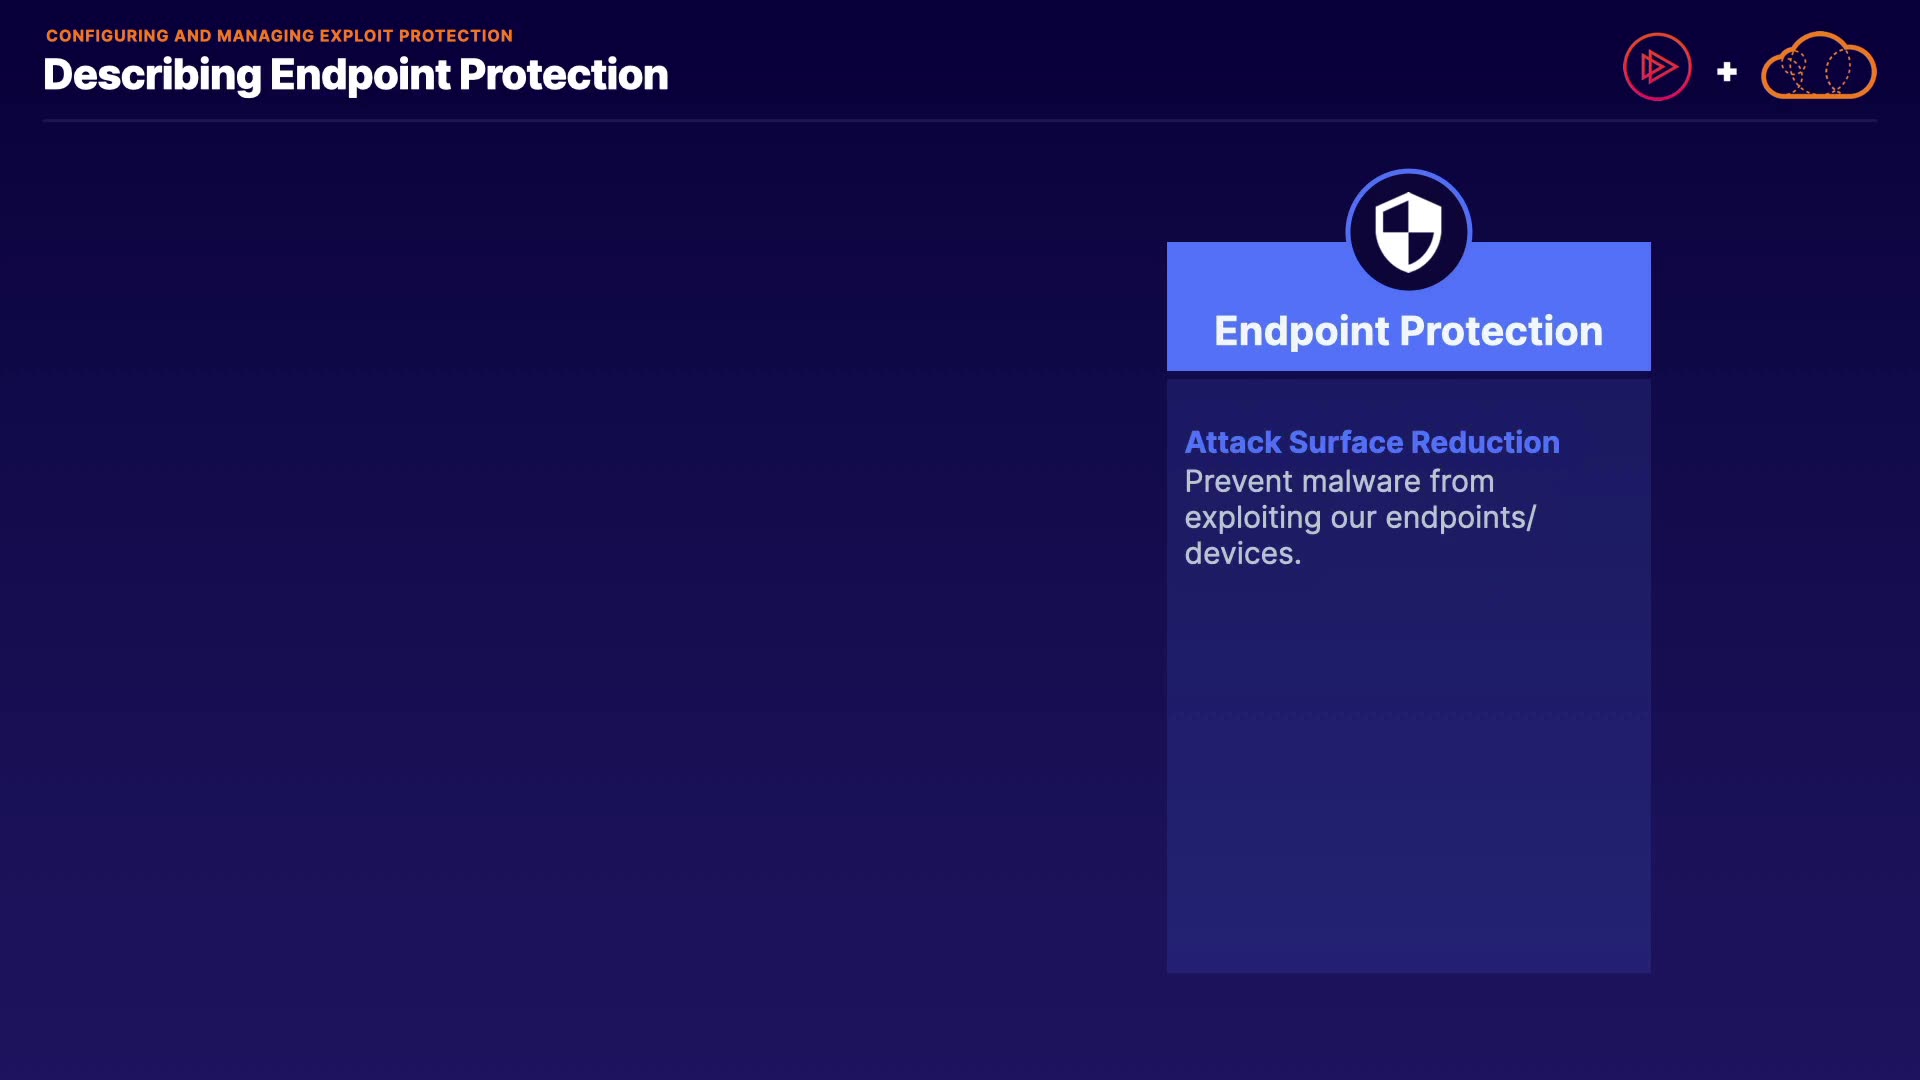 CONFIGURING AND MANAGING EXPLOIT PROTECTION
Describing Endpoint Protection
+
Endpoint Protection
Attack Surface Reduction
Prevent malware from
exploiting our endpoints/
devices.